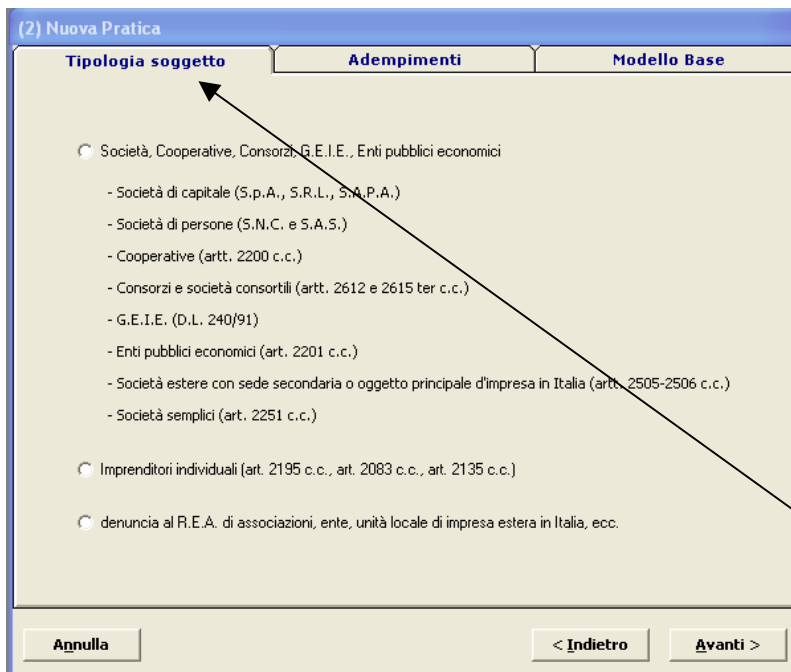 (2) Nuova Pratica
Tipologia soggetto Adempimenti Modello Base
Società, Cooperative, Consorzi, G.E.I.E., Enti pubblici economici
- Società di capitale (S.p.A., S.R.L., S.A.P.A.)
- Società di persone (S.N.C. e S.A.S.)
- Cooperative (artt. 2200 c.c.)
- Consorzi e società consortili (artt. 2612 e 2615 ter c.c.)
- G.E.I.E. (D.L. 240/91)
- Enti pubblici economici (art. 2201 c.c.)
- Società estere con sede secondaria o oggetto principale d'impresa in Italia (artt. 2505-2506 c.c.)
- Società semplici (art. 2251 c.c.)
Imprenditori individuali (art. 2195 c.c., art. 2083 c.c., art. 2135 c.c.)
denuncia al R.E.A. di associazioni, ente, unità locale di impresa estera in Italia, ecc.
Annulla < Indietro Avanti >